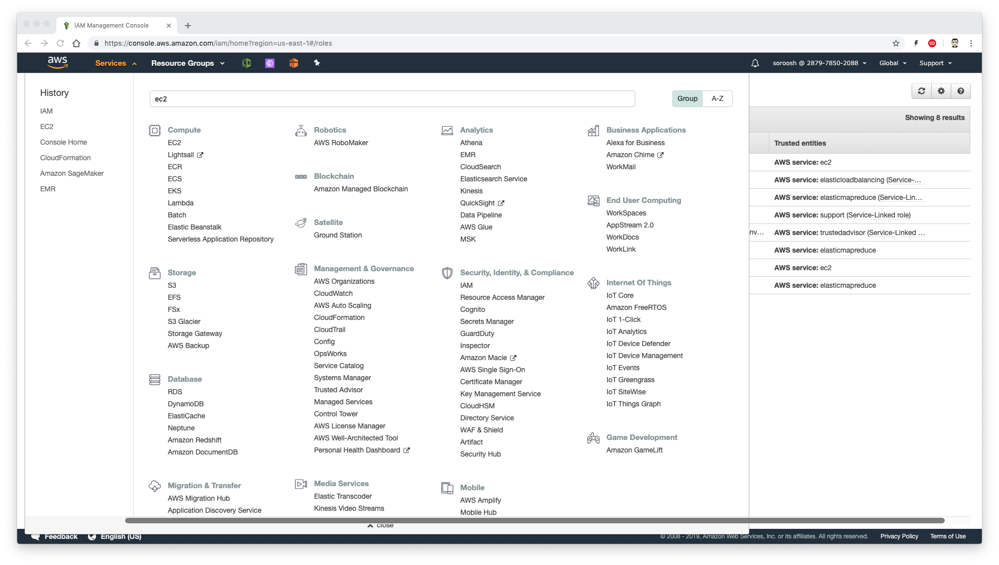 IAM Management Console
https://console.aws.amazon.com/iam/home?region=us-east-1#/roles
aws Services Resource Groups soroosh @ 2879-7850-2088 Global Support
History
IAM
EC2
Console Home
CloudFormation
Amazon SageMaker
EMR
ec2
Group A-Z
Compute
EC2
Lightsail
ECR
ECS
EKS
Lambda
Batch
Elastic Beanstalk
Serverless Application Repository
Storage
S3
EFS
FSx
S3 Glacier
Storage Gateway
AWS Backup
Database
RDS
DynamoDB
ElastiCache
Neptune
Amazon Redshift
Amazon DocumentDB
Migration & Transfer
AWS Migration Hub
Application Discovery Service
Robotics
AWS RoboMaker
Blockchain
Amazon Managed Blockchain
Satellite
Ground Station
Management & Governance
AWS Organizations
CloudWatch
AWS Auto Scaling
CloudFormation
CloudTrail
Config
OpsWorks
Service Catalog
Systems Manager
Trusted Advisor
Managed Services
Control Tower
AWS License Manager
AWS Well-Architected Tool
Personal Health Dashboard
Media Services
Elastic Transcoder
Kinesis Video Streams
Analytics
Athena
EMR
CloudSearch
Elasticsearch Service
Kinesis
QuickSight
Data Pipeline
AWS Glue
MSK
Security, Identity, & Compliance
IAM
Resource Access Manager
Cognito
Secrets Manager
GuardDuty
Inspector
Amazon Macie
AWS Single Sign-On
Certificate Manager
Key Management Service
CloudHSM
Directory Service
WAF & Shield
Artifact
Security Hub
Mobile
AWS Amplify
Mobile Hub
Business Applications
Alexa for Business
Amazon Chime
WorkMail
End User Computing
WorkSpaces
AppStream 2.0
WorkDocs
WorkLink
Internet Of Things
IoT Core
Amazon FreeRTOS
IoT 1-Click
IoT Analytics
IoT Device Defender
IoT Device Management
IoT Events
IoT Greengrass
IoT SiteWise
IoT Things Graph
Game Development
Amazon GameLift
Showing 8 results
Trusted entities
AWS service: ec2
AWS service: elasticloadbalancing (Service-...
AWS service: elasticmapreduce (Service-Lin...
AWS service: support (Service-Linked role)
nv... AWS service: trustedadvisor (Service-Linked ...
AWS service: elasticmapreduce
AWS service: ec2
AWS service: elasticmapreduce
close
Feedback English (US) © 2008 - 2019, Amazon Web Services, Inc. or its affiliates. All rights reserved. Privacy Policy Terms of Use